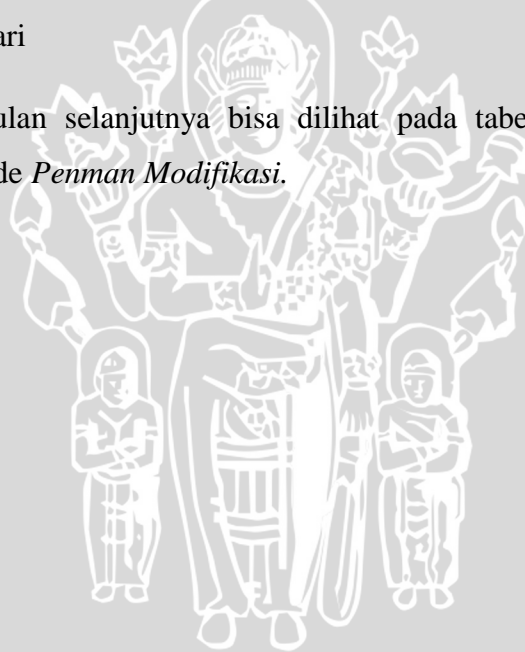 ari
ulan selanjutnya bisa dilihat pada tabe
de Penman Modifikasi.